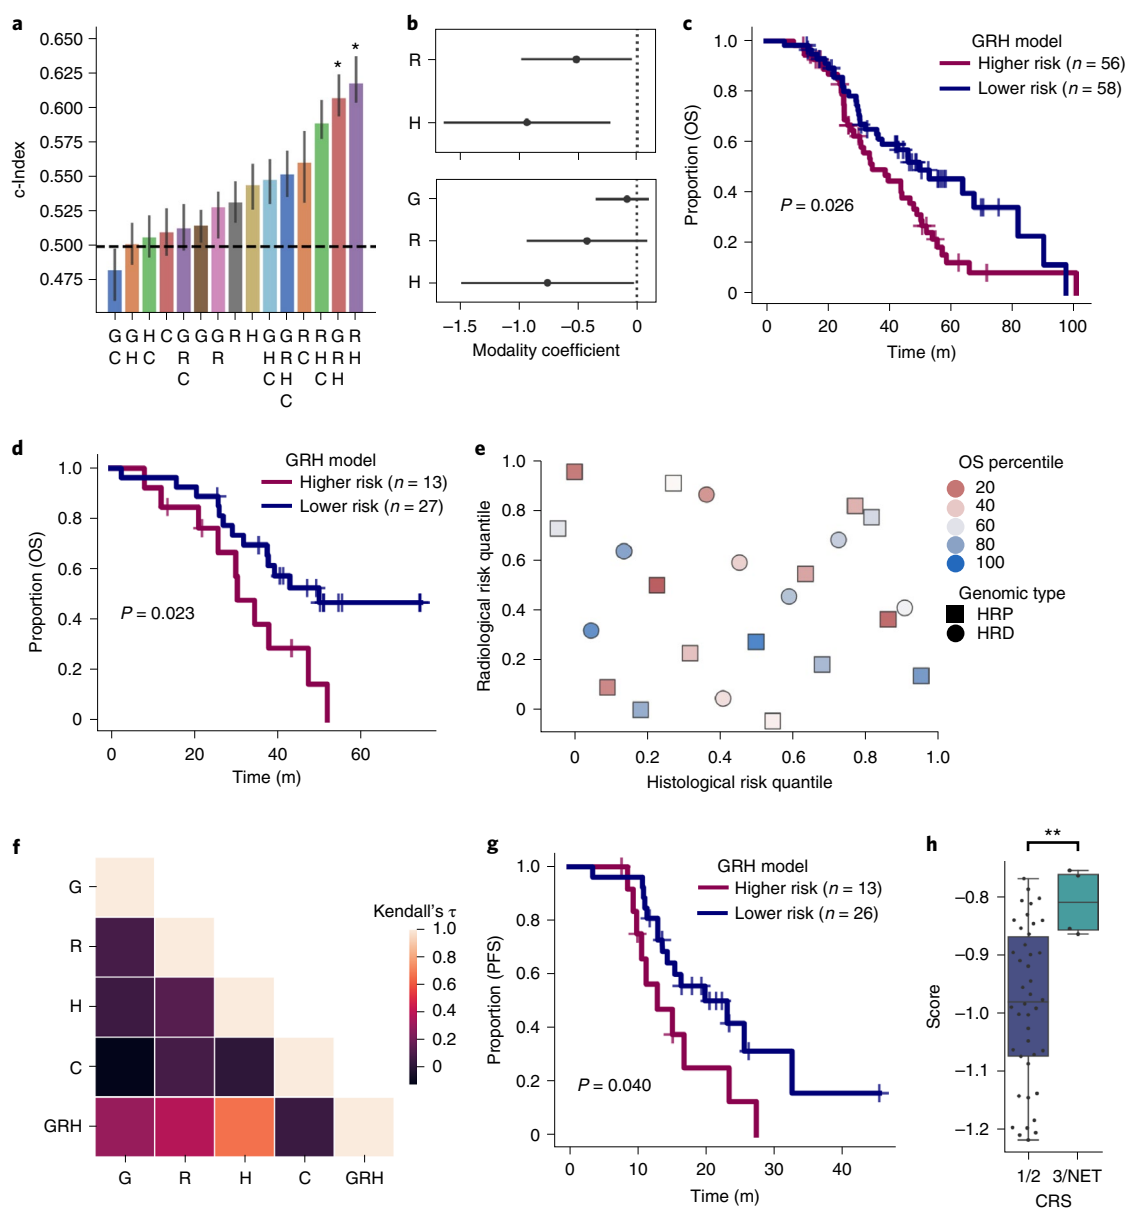 a
c-Index
0.650
0.625
0.600
0.575
0.550
0.525
0.500
0.475
*
*
G G H C G G G R H G G R R G R
C H C R R H R C H R H
C C H C H
C
b
R
H
G
R
H
−1.5 −1.0 −0.5 0
Modality coefficient
c
Proportion (OS)
1.0
0.8
0.6
0.4
0.2
0
GRH model
Higher risk (n = 56)
Lower risk (n = 58)
P = 0.026
0 20 40 60 80 100
Time (m)
d
Proportion (OS)
1.0
0.8
0.6
0.4
0.2
0
GRH model
Higher risk (n = 13)
Lower risk (n = 27)
P = 0.023
0 20 40 60
Time (m)
e
Radiological risk quantile
1.0
0.8
0.6
0.4
0.2
0
0 0.2 0.4 0.6 0.8 1.0
Histological risk quantile
OS percentile
20
40
60
80
100
Genomic type
HRP
HRD
f
G
R
H
C
GRH
G R H C GRH
Kendall's τ
1.0
0.8
0.6
0.4
0.2
0
g
Proportion (PFS)
1.0
0.8
0.6
0.4
0.2
0
GRH model
Higher risk (n = 13)
Lower risk (n = 26)
P = 0.040
0 10 20 30 40
Time (m)
h
**
Score
−0.8
−0.9
−1.0
−1.1
−1.2
1/2 3/NET
CRS